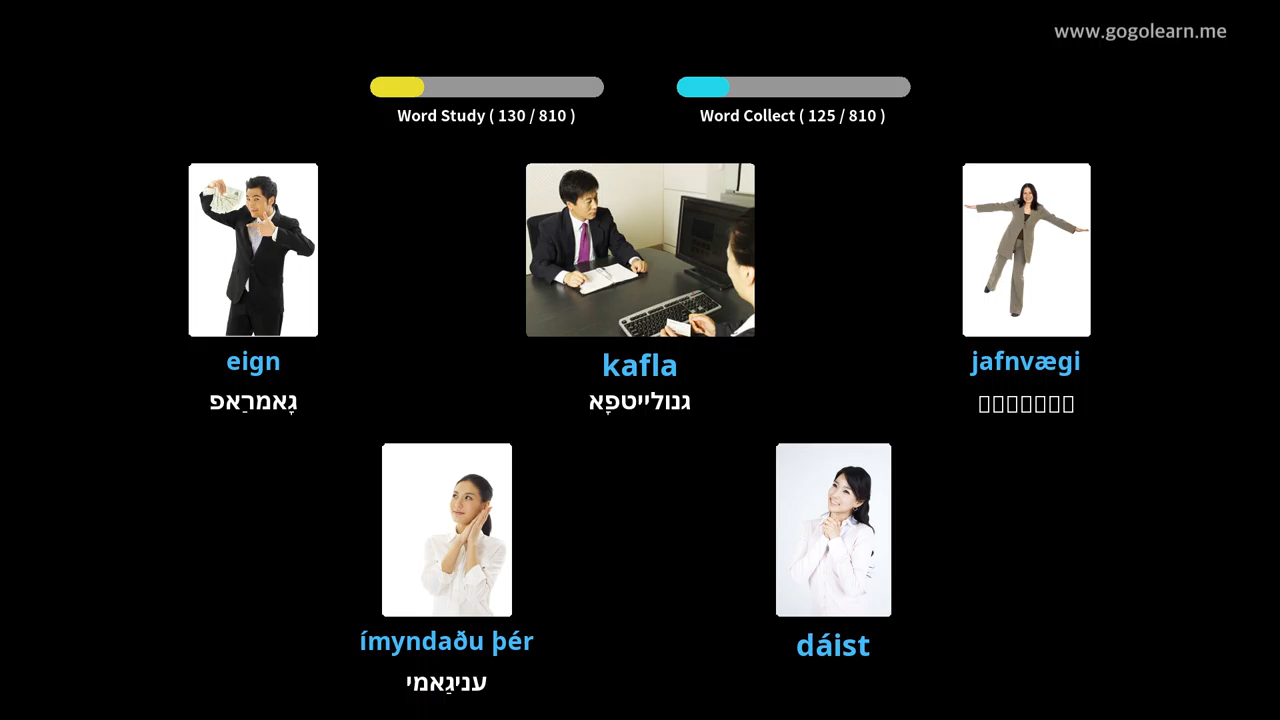 www.gogolearn.me
Word Study ( 130 / 810 )
Word Collect ( 125 / 810 )
eign
גָאמרַאפ
kafla
גנולייטפָא
jafnvægi
ímyndaðu þér
עניגַאמי
dáist